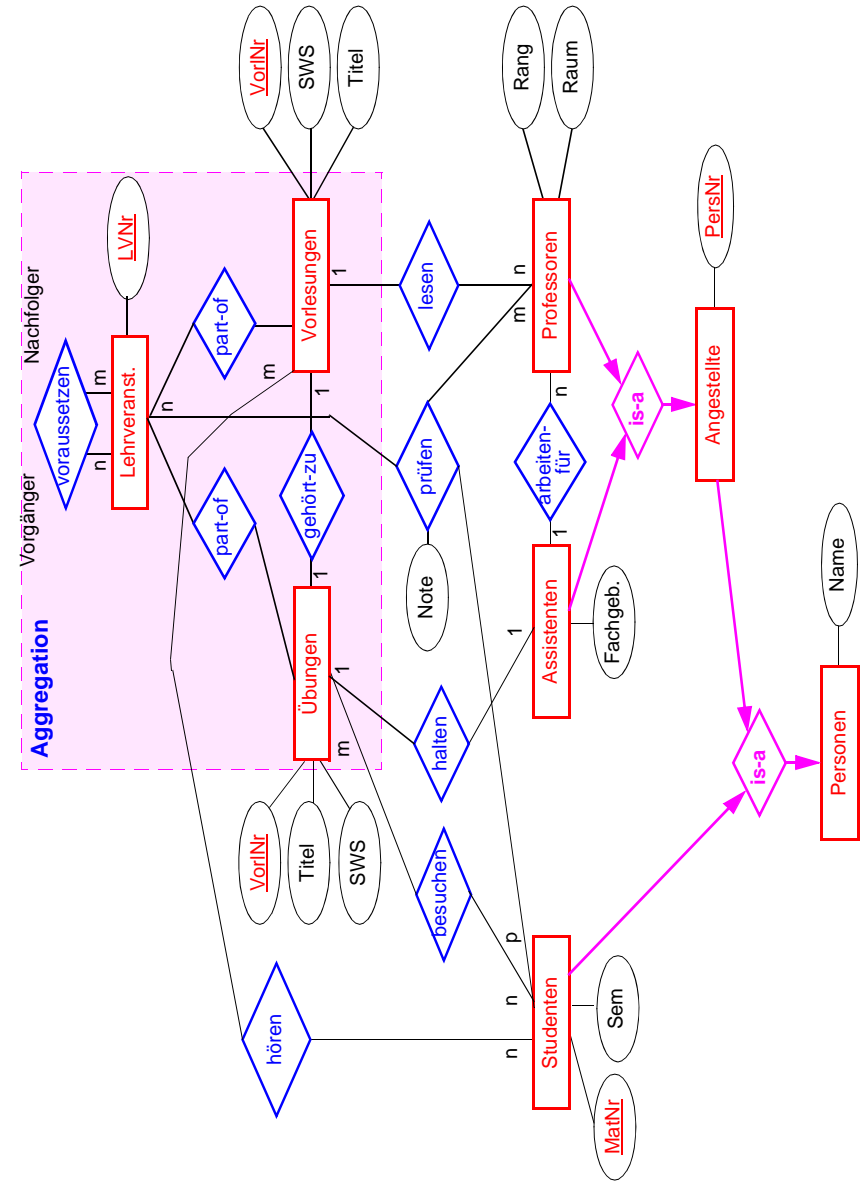 Vorgänger
Nachfolger
Aggregation
voraussetzen
n
m
Lehrveranst.
LVNr
n
part-of
part-of
VorlNr
m
VorlNr
hören
Titel
Übungen
gehört-zu
Vorlesungen
SWS
1
1
m
1
1
SWS
Titel
besuchen
halten
Note
prüfen
lesen
n
n
p
1
m
n
arbeiten-
für
Rang
Studenten
Assistenten
1
n
Professoren
Raum
MatNr
Sem
Fachgeb.
is-a
Angestellte
PersNr
is-a
Personen
Name